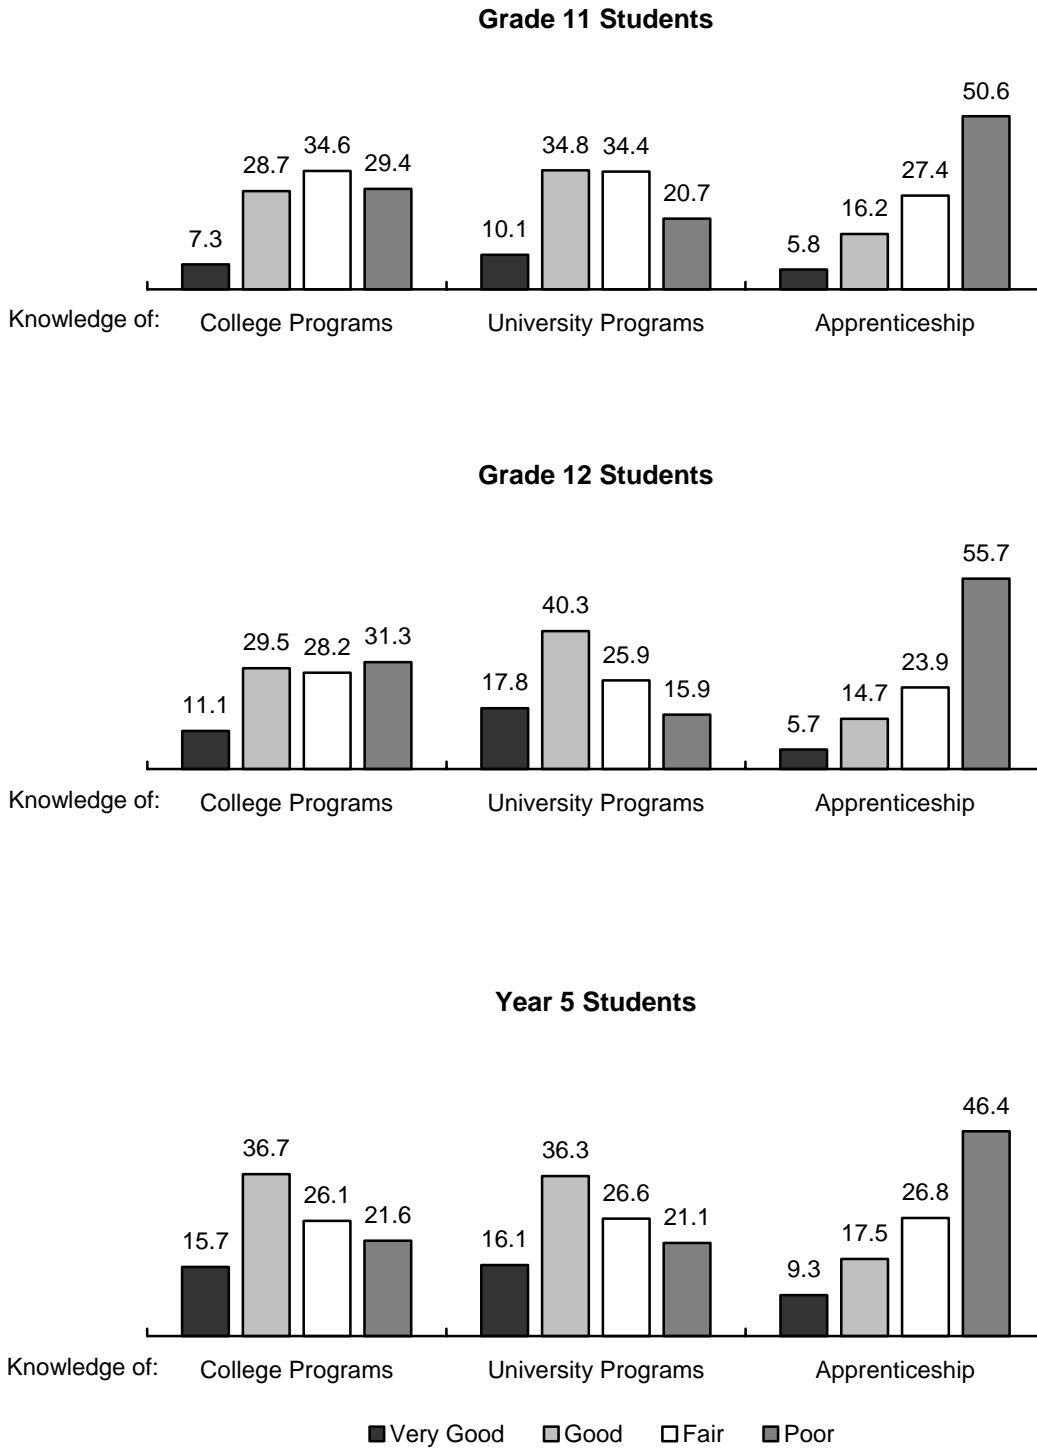 Grade 11 Students
50.6
34.6 34.8 34.4
28.7 29.4 27.4
20.7
16.2
7.3 10.1 5.8
Knowledge of: College Programs University Programs Apprenticeship
Grade 12 Students
55.7
40.3
29.5 28.2 31.3 25.9 23.9
17.8 15.9 14.7
11.1 5.7
Knowledge of: College Programs University Programs Apprenticeship
Year 5 Students
46.4
36.7 36.3
26.1 26.6 26.8
21.6 21.1
15.7 16.1 17.5
9.3
Knowledge of: College Programs University Programs Apprenticeship
Very Good Good Fair Poor